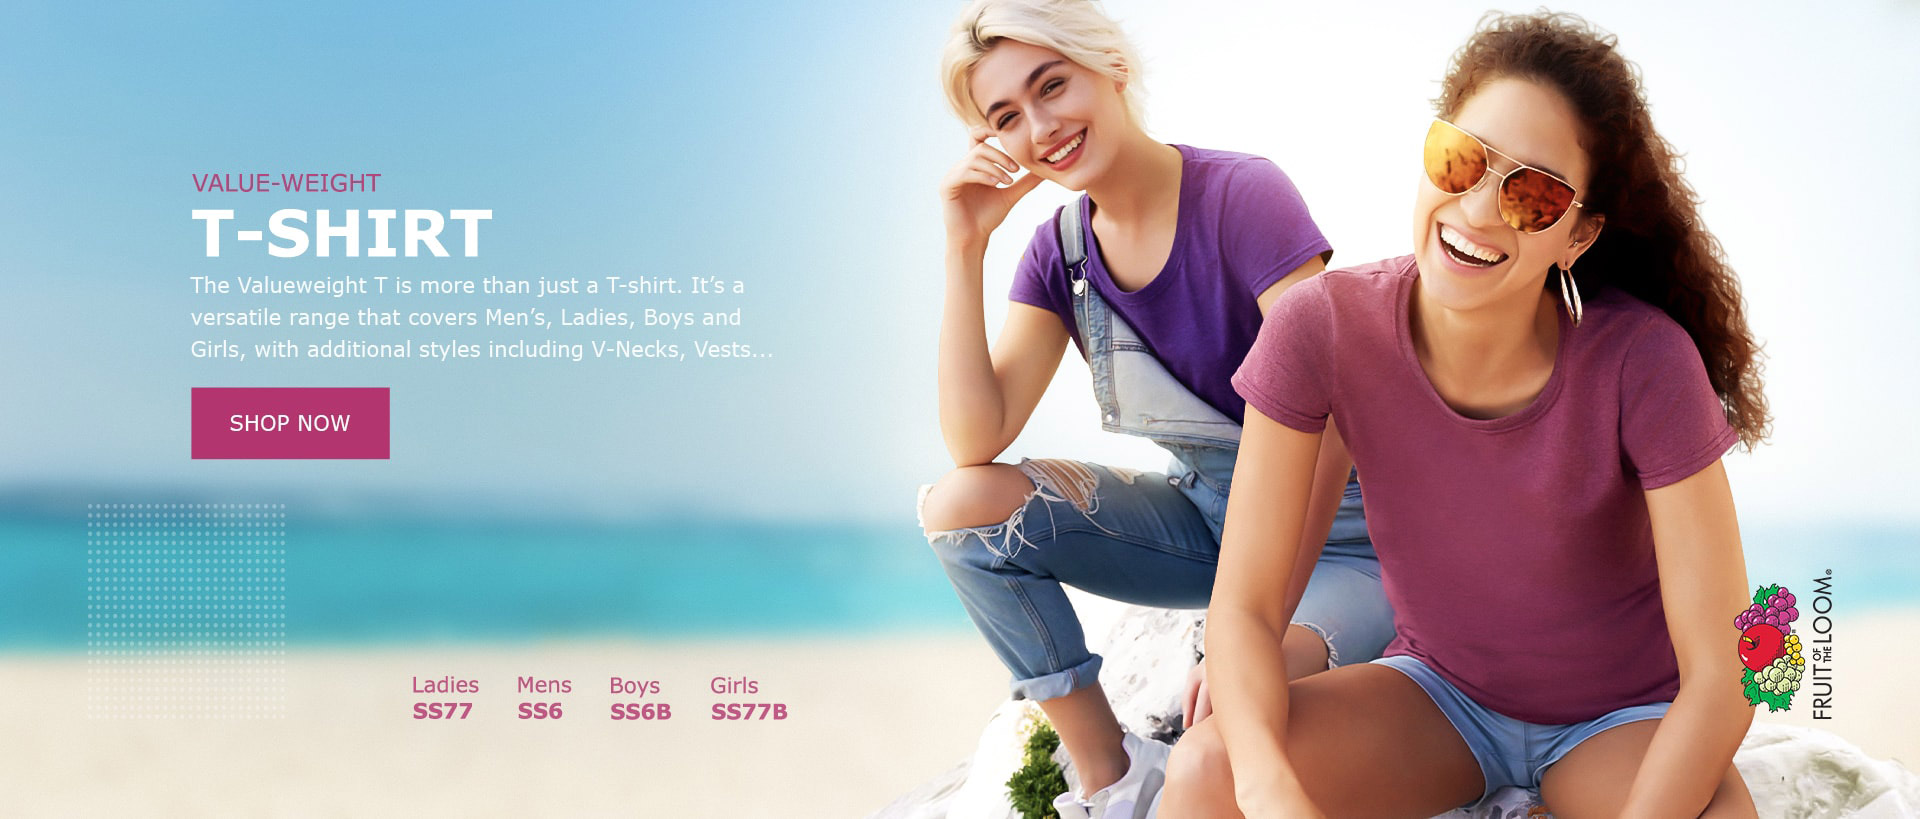 VALUE-WEIGHT
T-SHIRT
The Valueweight T is more than just a T-shirt. It’s a
versatile range that covers Men’s, Ladies, Boys and
Girls, with additional styles including V-Necks, Vests...
SHOP NOW
Ladies Mens Boys Girls
SS77 SS6 SS6B SS77B
FRUIT OF THE LOOM®